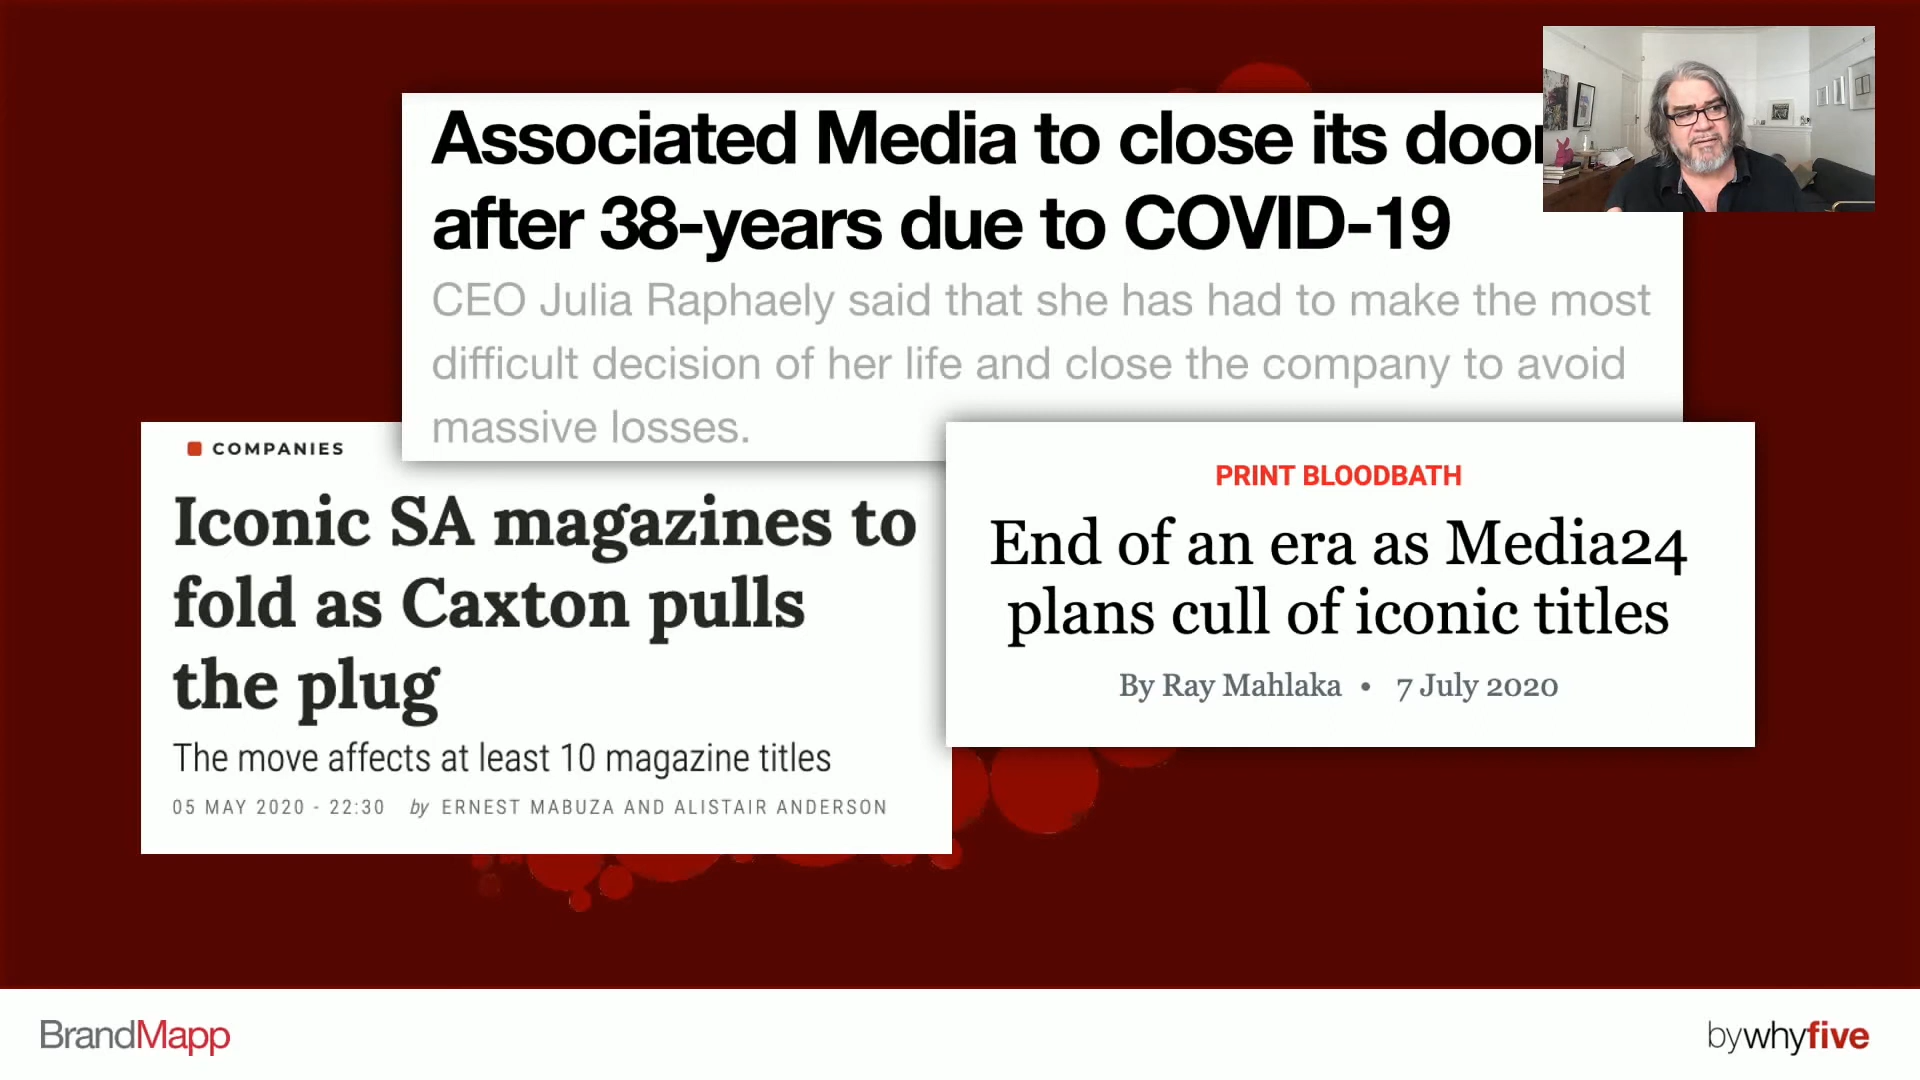 Associated Media to close its door
after 38-years due to COVID-19
CEO Julia Raphaely said that she has had to make the most
difficult decision of her life and close the company to avoid
massive losses.
COMPANIES
Iconic SA magazines to
fold as Caxton pulls
the plug
The move affects at least 10 magazine titles
05 MAY 2020 - 22:30 by ERNEST MABUZA AND ALISTAIR ANDERSON
PRINT BLOODBATH
End of an era as Media24
plans cull of iconic titles
By Ray Mahlaka • 7 July 2020
BrandMapp
bywhyfive